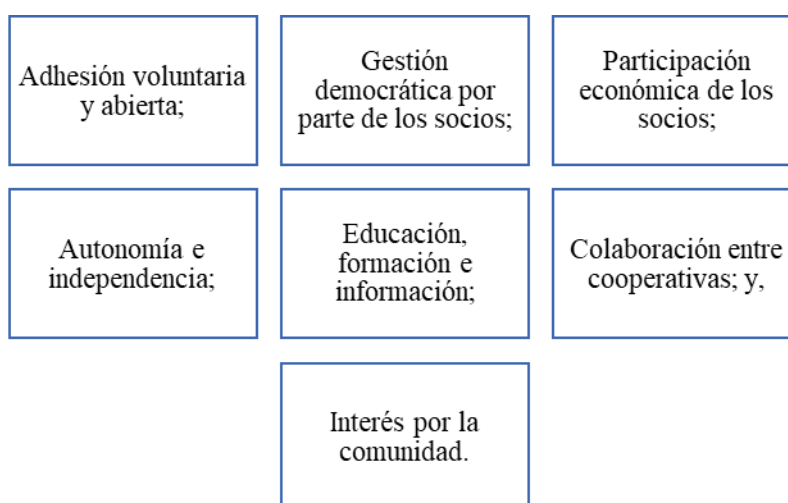 Adhesión voluntaria
y abierta;
Gestión
democrática por
parte de los socios;
Participación
económica de los
socios;
Autonomía e
independencia;
Educación,
formación e
información;
Colaboración entre
cooperativas; y,
Interés por la
comunidad.